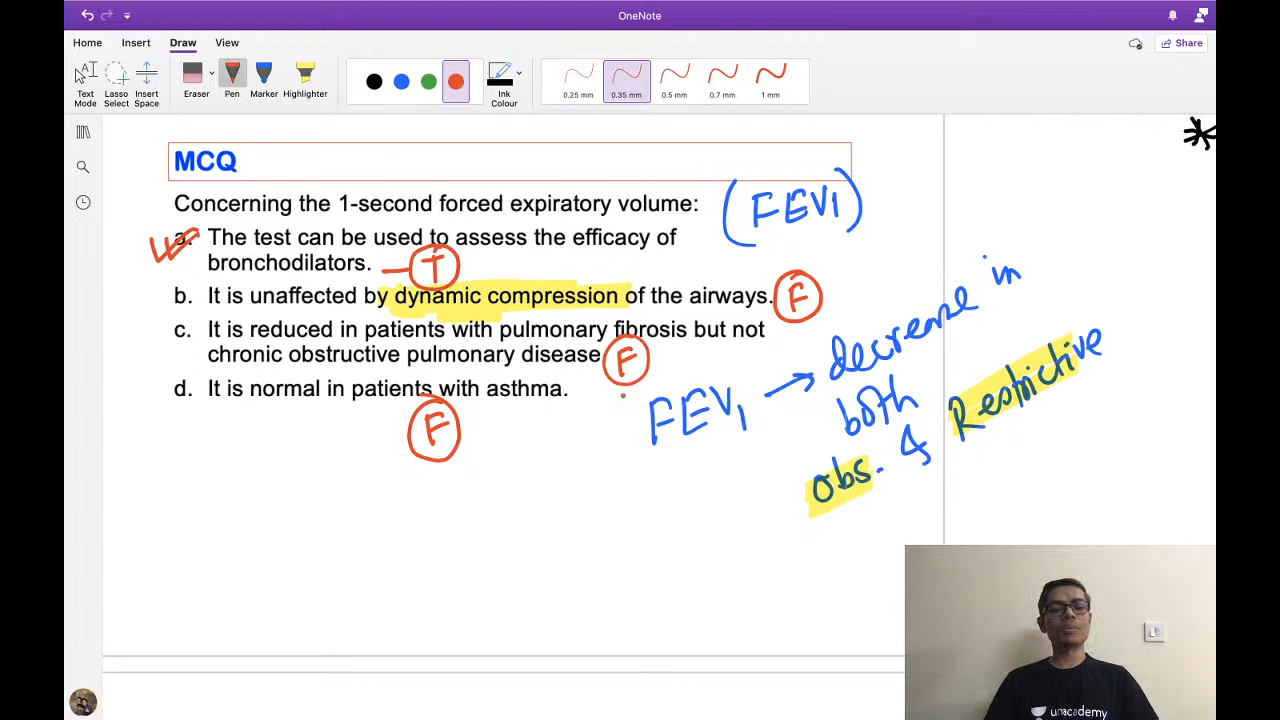 OneNote
Home Insert Draw View
Share
Text Mode
Lasso Select
Insert Space
Eraser
Pen
Marker
Highlighter
Ink Colour
0.25 mm
0.35 mm
0.5 mm
0.7 mm
1 mm
MCQ
Concerning the 1-second forced expiratory volume: (FEV1)
a. The test can be used to assess the efficacy of
bronchodilators. – T
b. It is unaffected by dynamic compression of the airways. F
c. It is reduced in patients with pulmonary fibrosis but not
chronic obstructive pulmonary disease F
d. It is normal in patients with asthma.
F
FEV1 → decrease in
both
obs. & Restrictive
unacademy